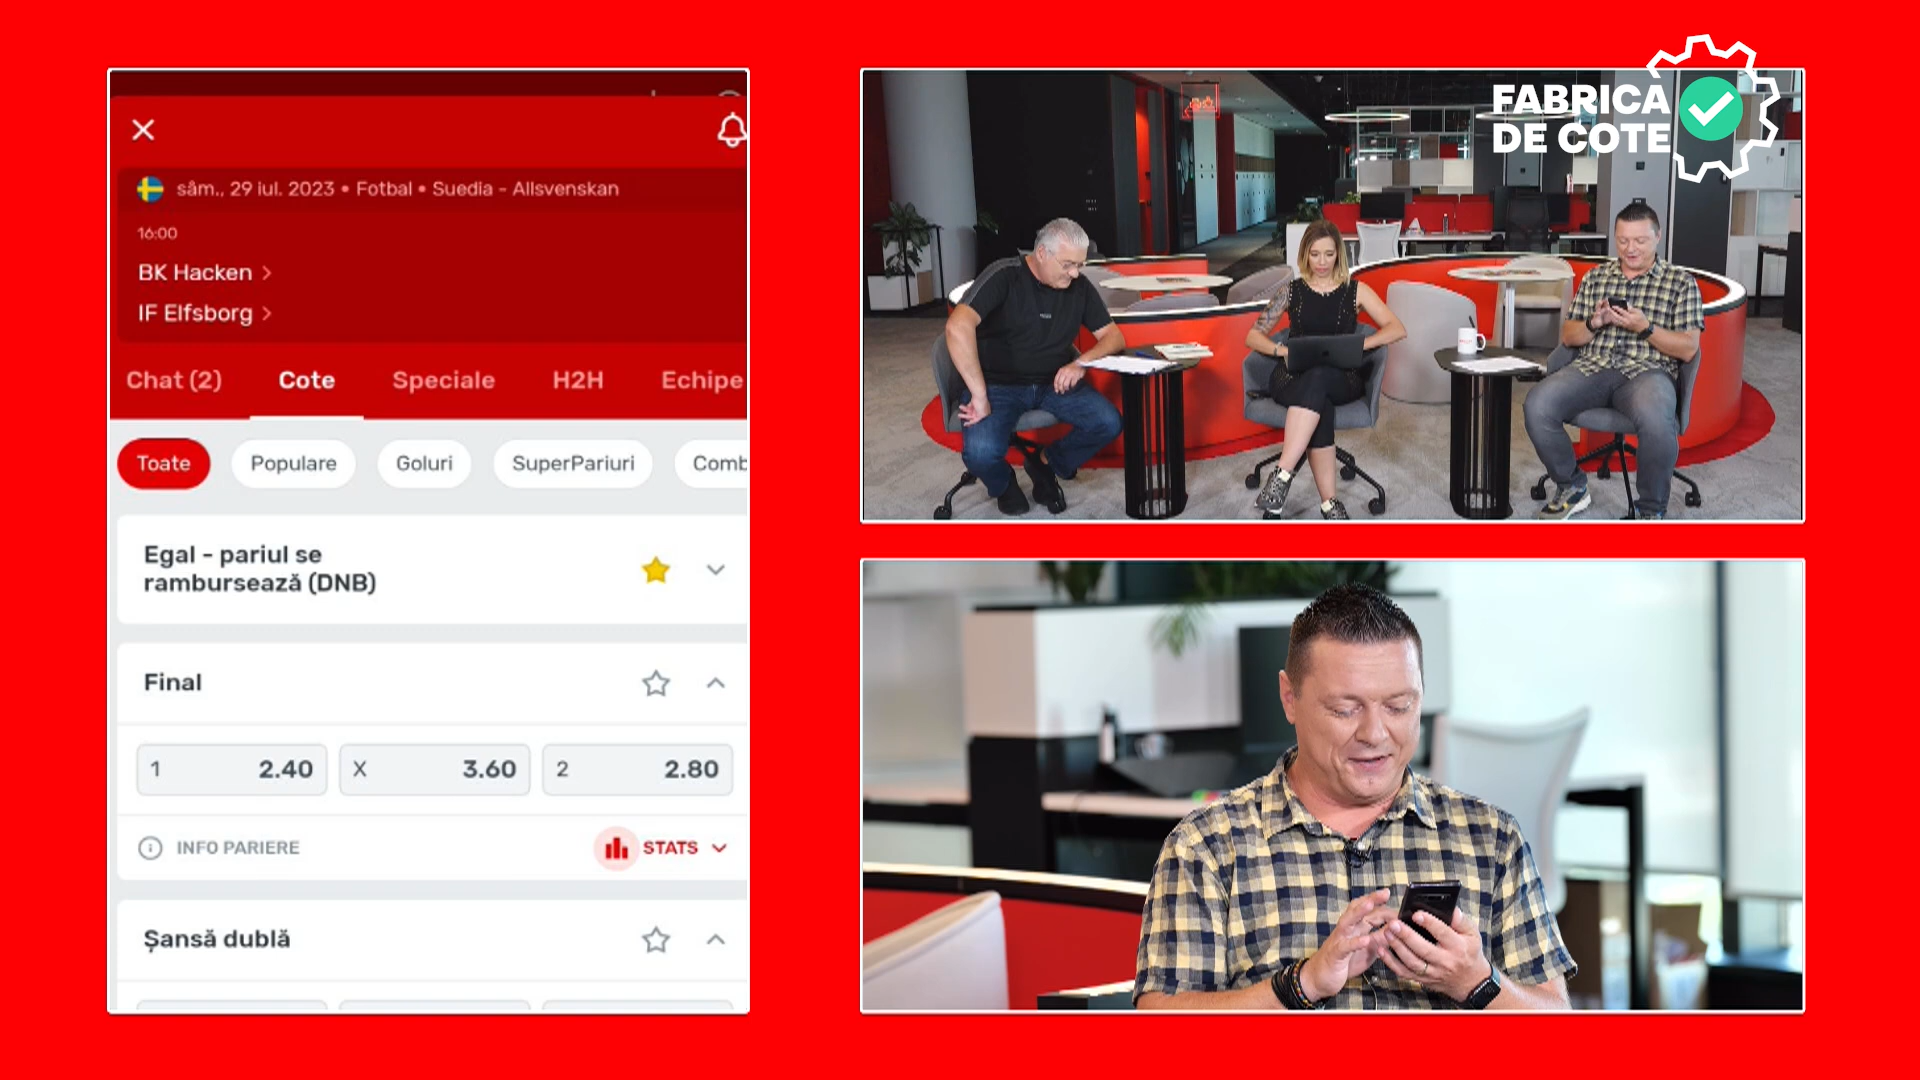 sâm., 29 iul. 2023 • Fotbal • Suedia - Allsvenskan
16:00
BK Hacken
IF Elfsborg
Chat (2) Cote Speciale H2H Echipe
Toate Populare Goluri SuperPariuri Comb
Egal - pariul se
rambursează (DNB)
Final
1 2.40 X 3.60 2 2.80
INFO PARIERE STATS
Șansă dublă
FABRICA
DE COTE